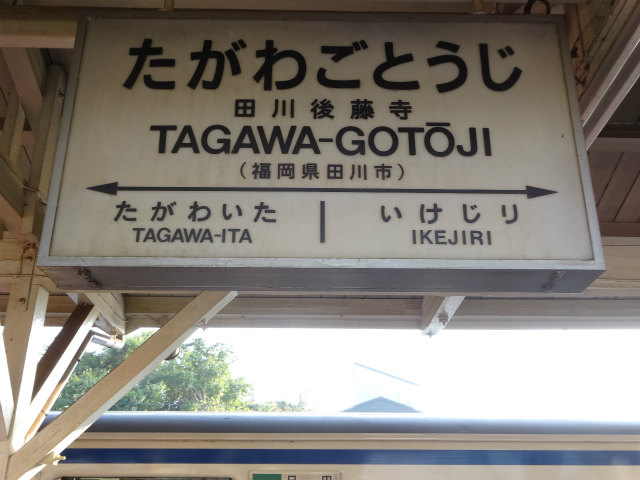 たがわごとうじ
田川後藤寺
TAGAWA-GOTŌJI
(福岡県田川市)
たがわいた いけじり
TAGAWA-ITA IKEJIRI